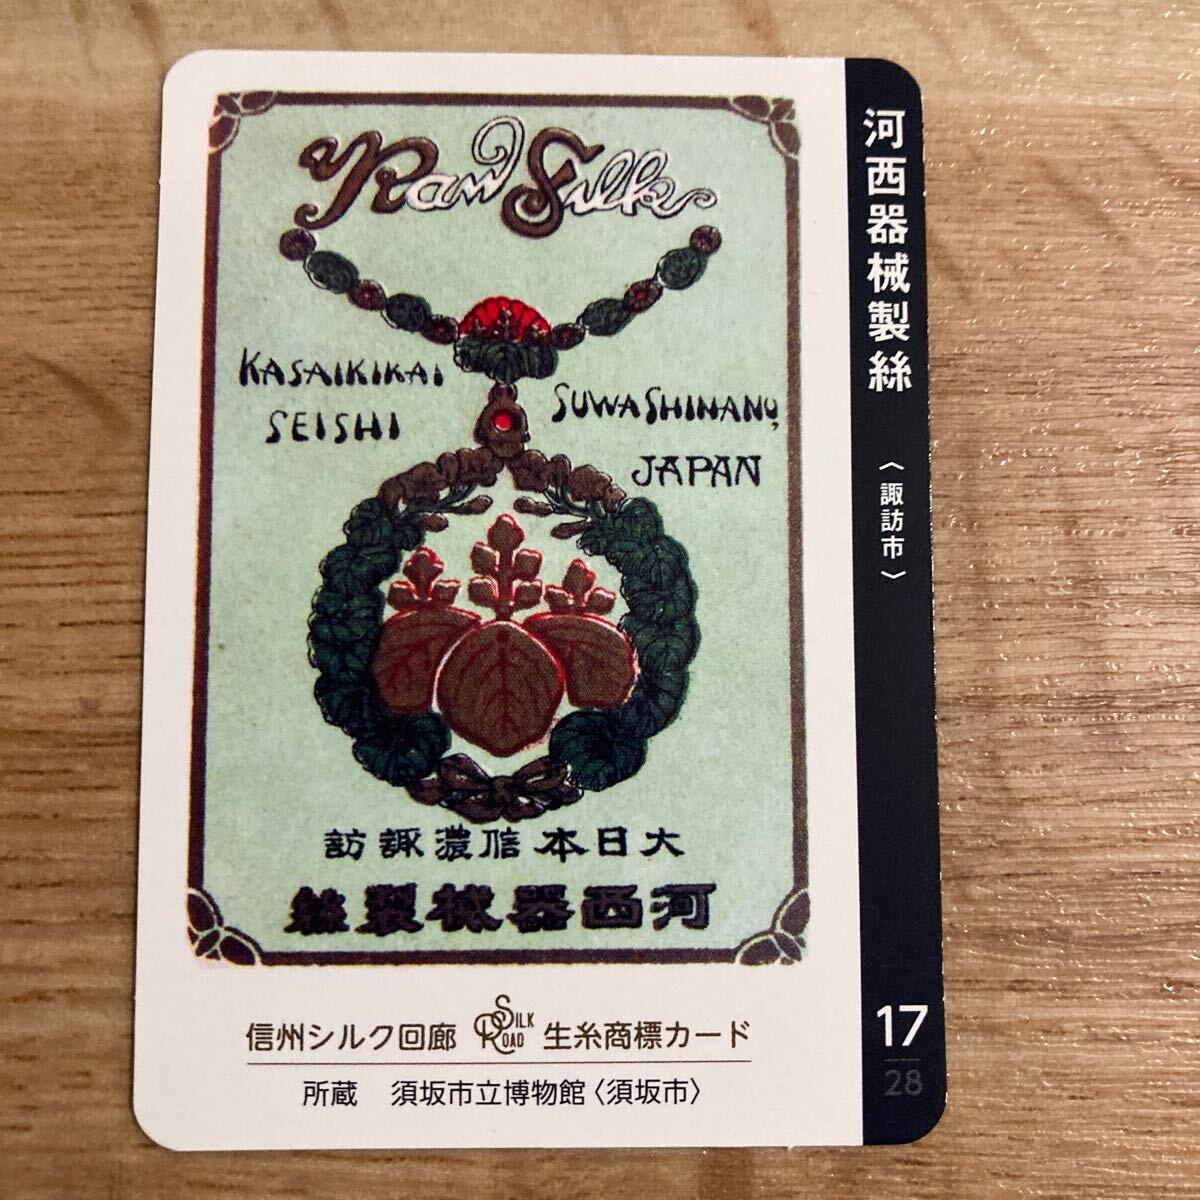 Raw Silk
KASAIKIKAI
SEISHI
SUWASHINANO,
JAPAN
大日本信濃諏訪
河西器械製絲
信州シルク回廊 SILK ROAD 生糸商標カード
所蔵 須坂市立博物館〈須坂市〉
河西器械製絲
〈諏訪市〉
17
28